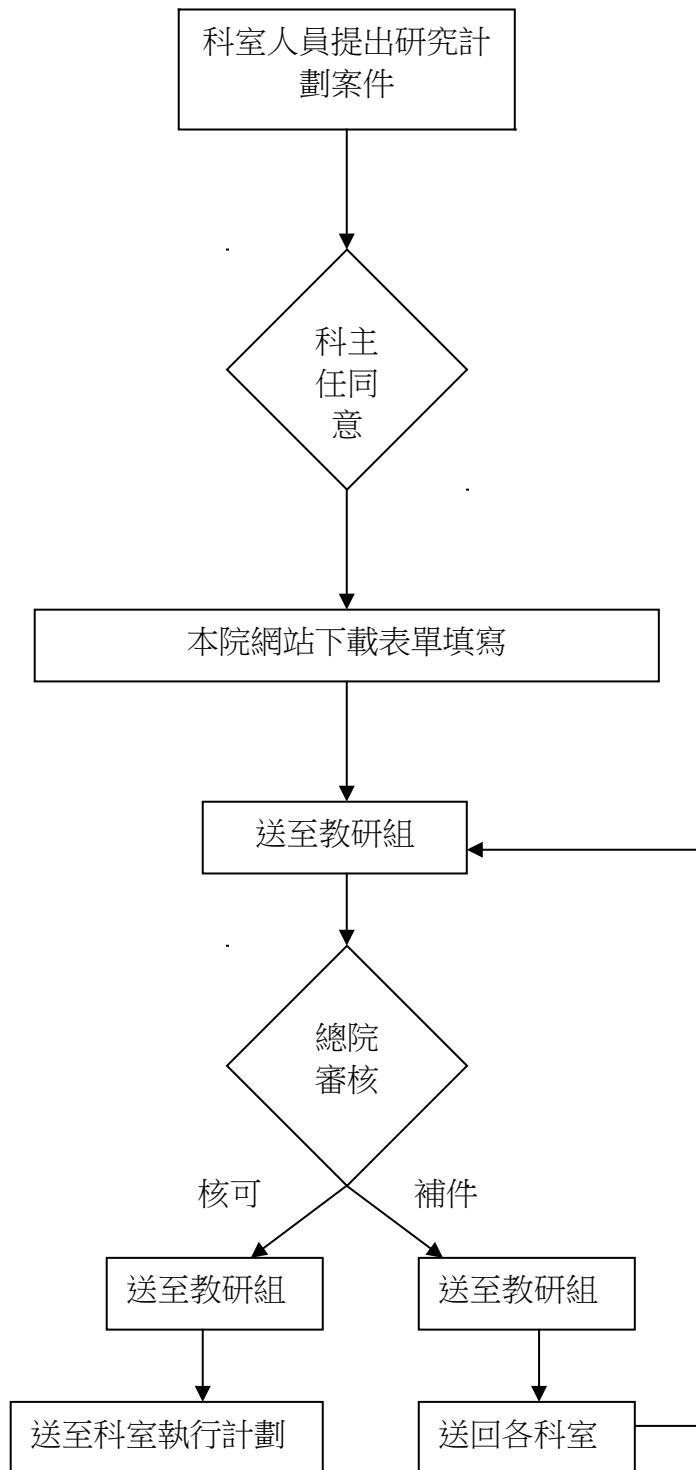 科室人員提出研究計
劃案件
科主
任同
意
本院網站下載表單填寫
送至教研組
總院
審核
核可
補件
送至教研組
送至教研組
送至科室執行計劃
送回各科室